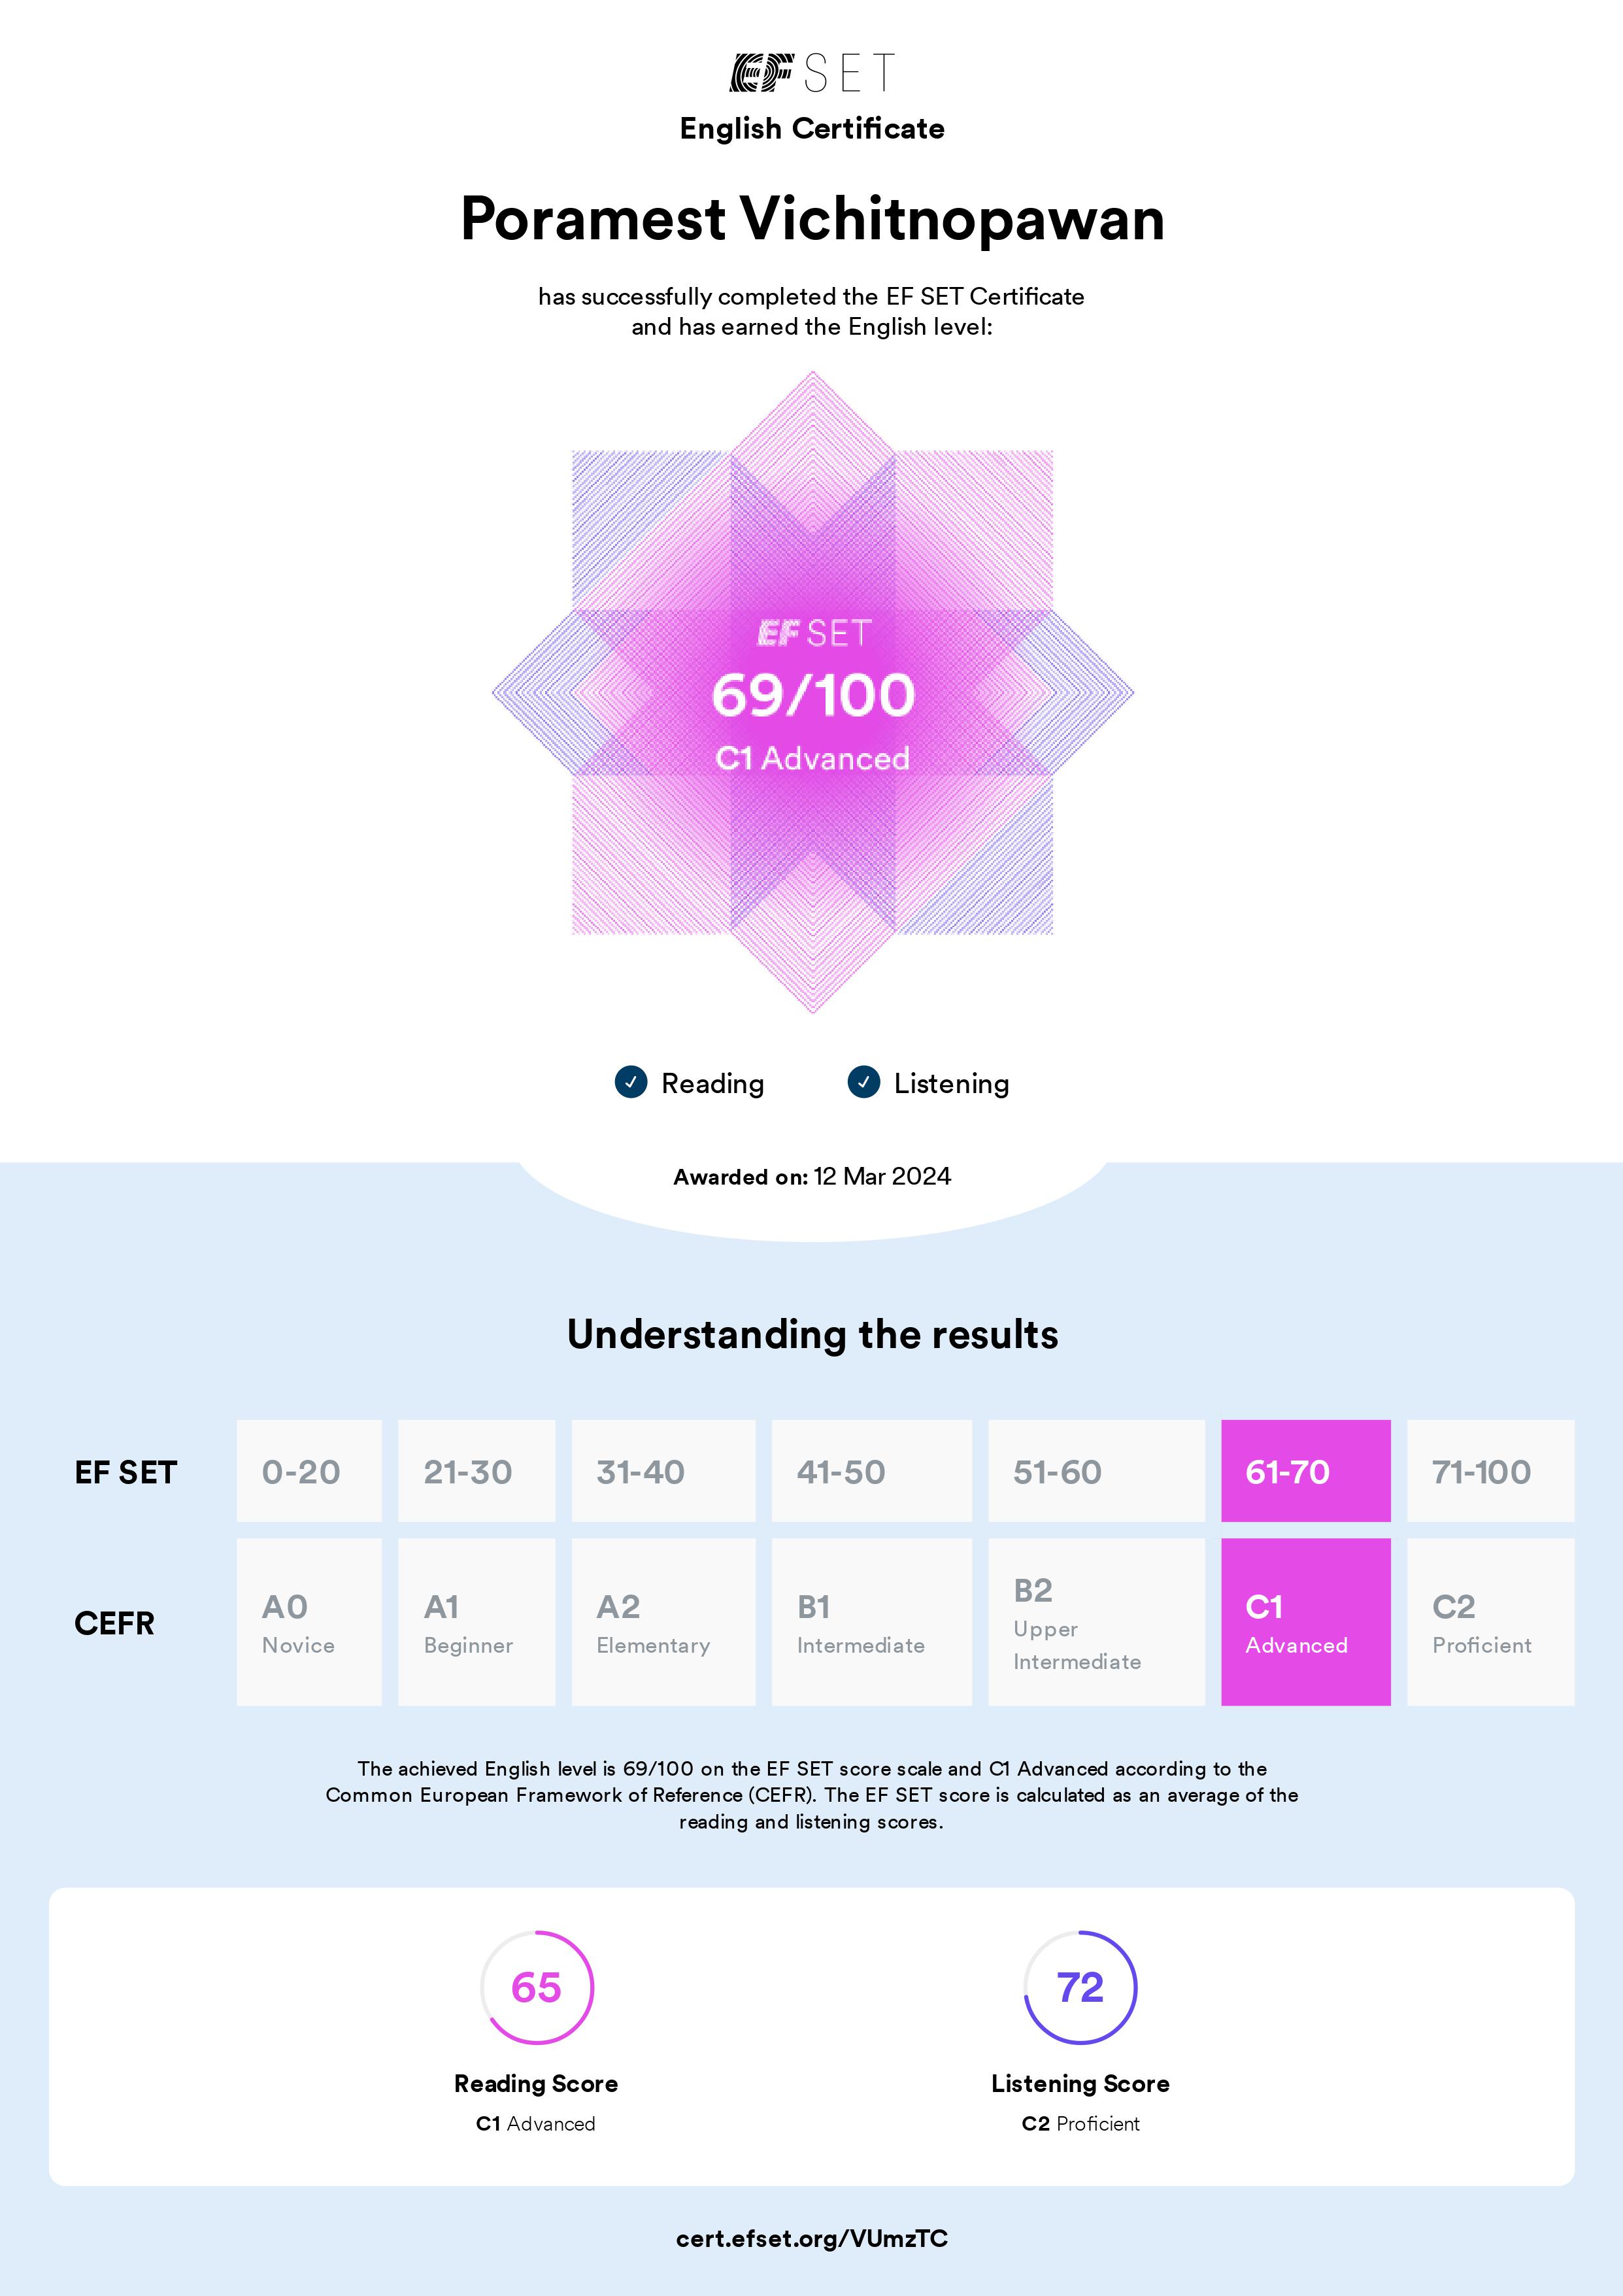 EF SET
English Certificate
Poramest Vichitnopawan
has successfully completed the EF SET Certificate
and has earned the English level:
EF SET
69/100
C1 Advanced
Reading Listening
Awarded on: 12 Mar 2024
Understanding the results
EF SET 0-20 21-30 31-40 41-50 51-60 61-70 71-100
CEFR
A0 A1 A2 B1 B2 C1 C2
Novice Beginner Elementary Intermediate Upper Intermediate Advanced Proficient
The achieved English level is 69/100 on the EF SET score scale and C1 Advanced according to the
Common European Framework of Reference (CEFR). The EF SET score is calculated as an average of the
reading and listening scores.
65 72
Reading Score Listening Score
C1 Advanced C2 Proficient
cert.efset.org/VUmzTC